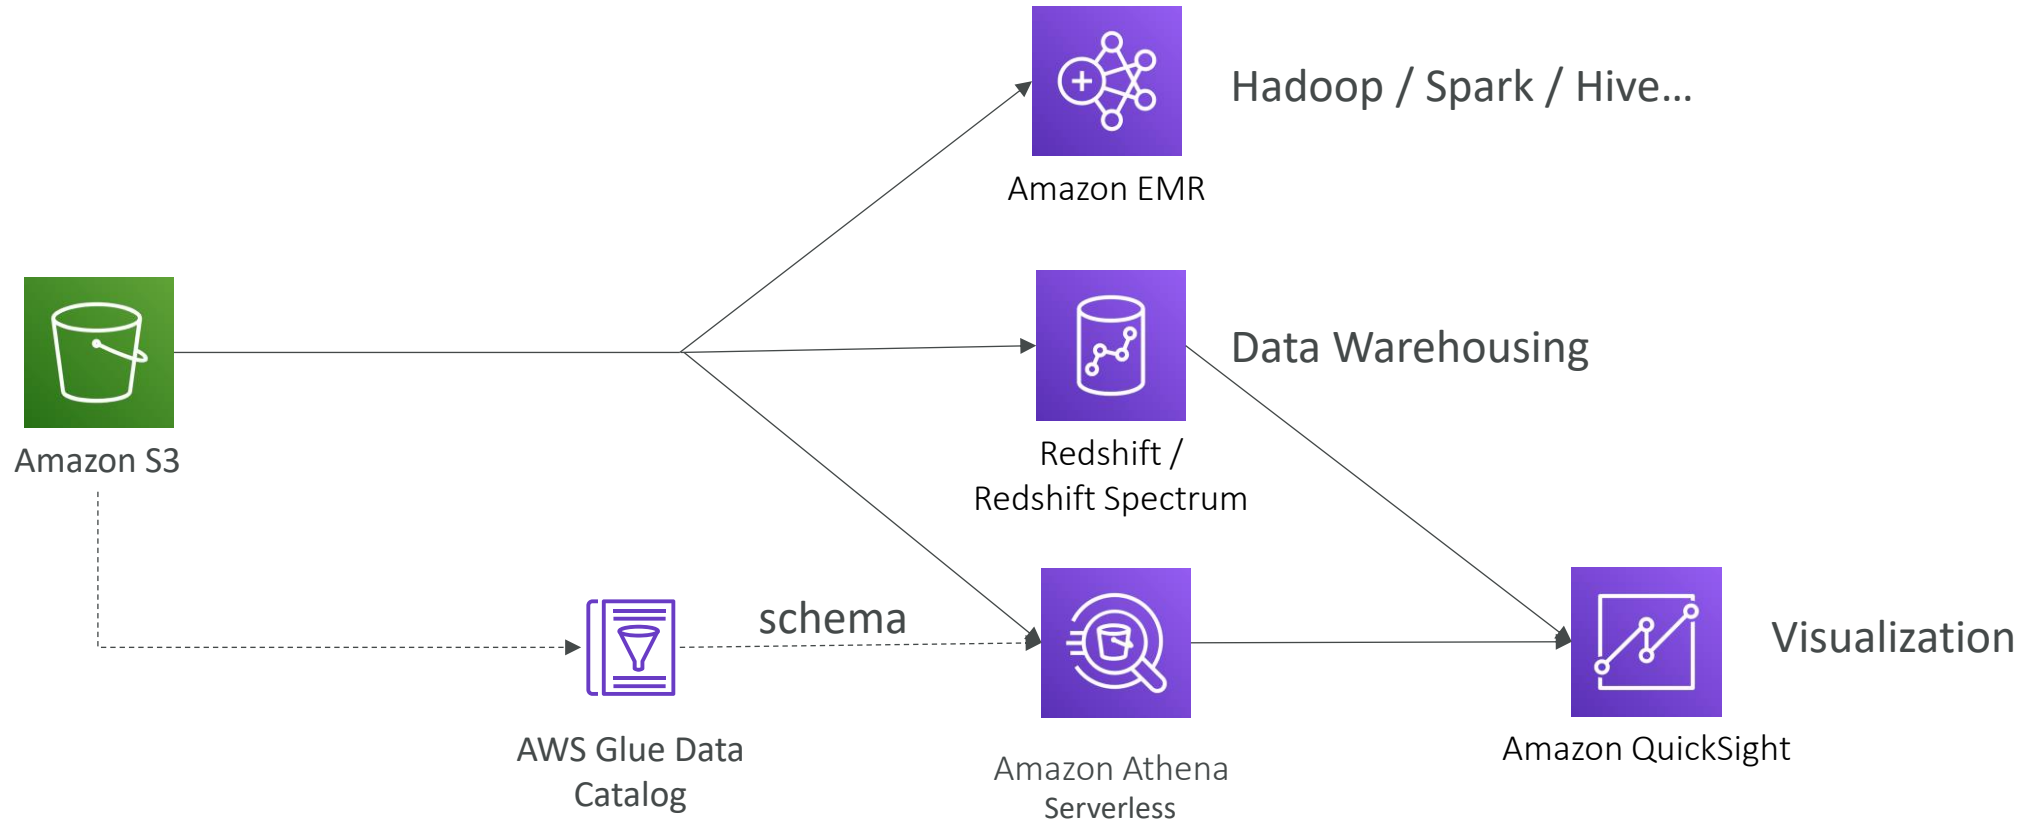 Hadoop / Spark / Hive...
Amazon EMR
Data Warehousing
Amazon S3
Redshift /
Redshift Spectrum
schema
Visualization
AWS Glue Data
Catalog
Amazon Athena
Serverless
Amazon QuickSight